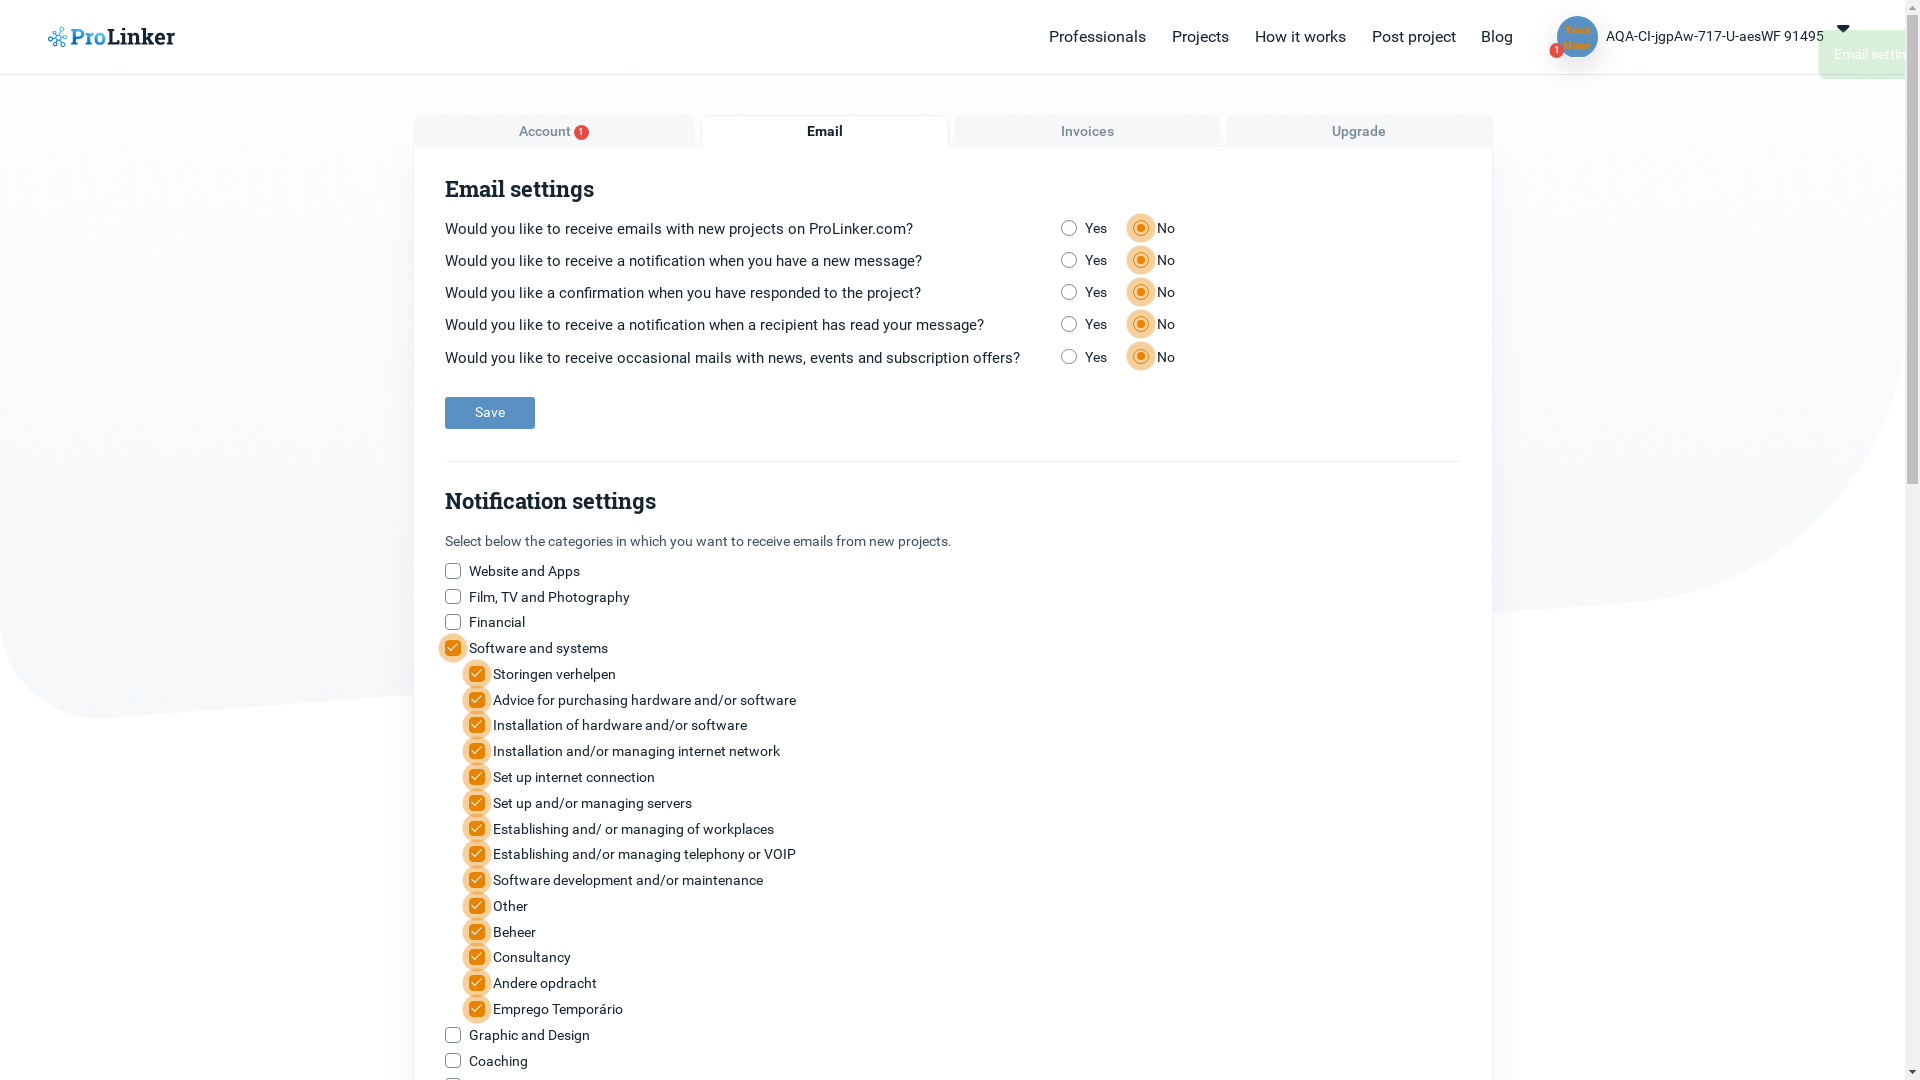 ProLinker
Professionals
Projects
How it works
Post project
Blog
Test
User
1
AQA-CI-jgpAw-717-U-aesWF 91495
Email
Account 1
Email
Invoices
Upgrade
Email settings
Would you like to receive emails with new projects on ProLinker.com?
Yes
No
Would you like to receive a notification when you have a new message?
Yes
No
Would you like a confirmation when you have responded to the project?
Yes
No
Would you like to receive a notification when a recipient has read your message?
Yes
No
Would you like to receive occasional mails with news, events and subscription offers?
Yes
No
Save
Notification settings
Select below the categories in which you want to receive emails from new projects.
Website and Apps
Film, TV and Photography
Financial
Software and systems
Storingen verhelpen
Advice for purchasing hardware and/or software
Installation of hardware and/or software
Installation and/or managing internet network
Set up internet connection
Set up and/or managing servers
Establishing and/ or managing of workplaces
Establishing and/or managing telephony or VOIP
Software development and/or maintenance
Other
Beheer
Consultancy
Andere opdracht
Emprego Temporário
Graphic and Design
Coaching